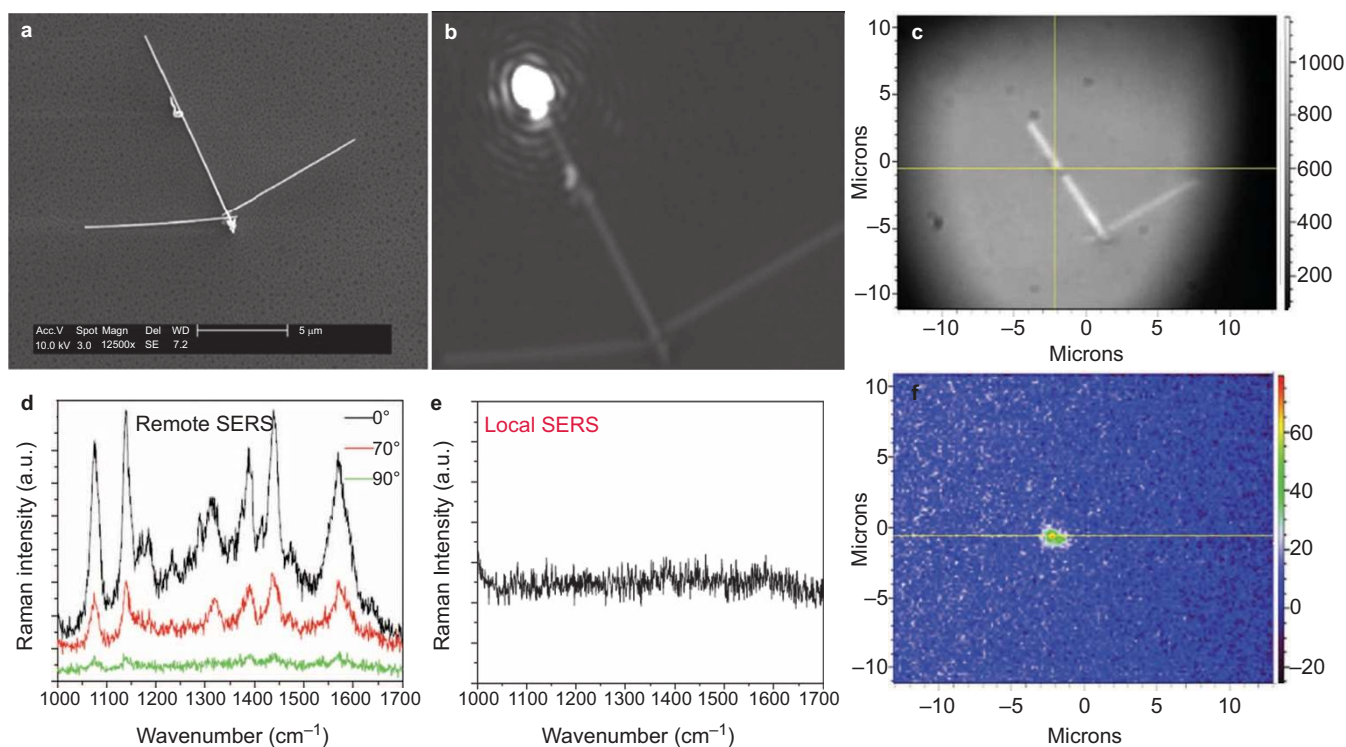 a
Acc.V Spot Magn Del WD 5 μm
10.0 kV 3.0 12500x SE 7.2
b
c
10
5
0
−5
−10
Microns
−10 −5 0 5 10
Microns
1000
800
600
400
200
d
Remote SERS
0°
70°
90°
Raman intensity (a.u.)
1000 1100 1200 1300 1400 1500 1600 1700
Wavenumber (cm−1)
e
Local SERS
Raman Intensity (a.u.)
1000 1100 1200 1300 1400 1500 1600 1700
Wavenumber (cm−1)
f
10
5
0
−5
−10
Microns
−10 −5 0 5 10
Microns
60
40
20
0
−20